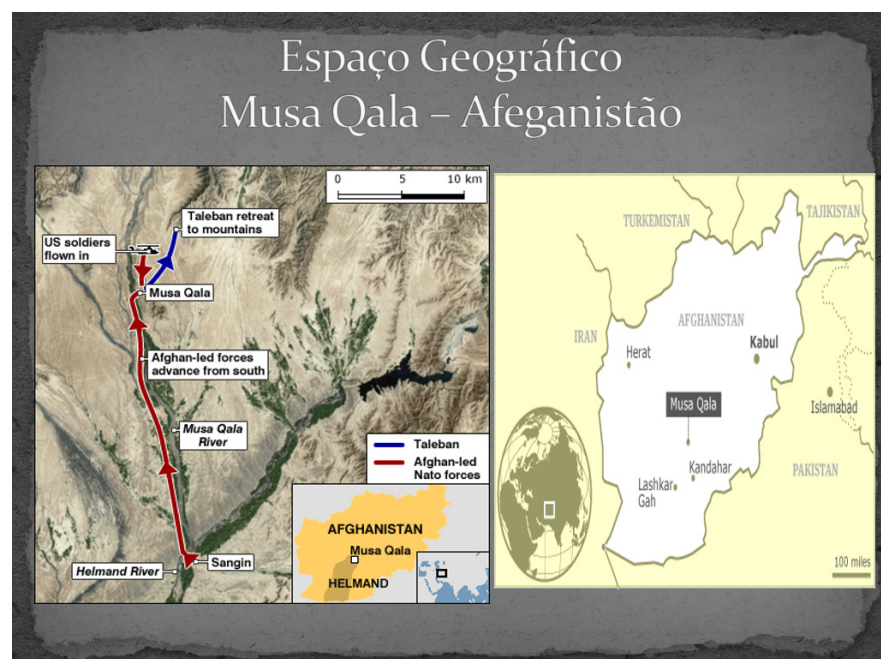 Espaço Geográfico
Musa Qala – Afeganistão
0 5 10 km
Taleban retreat
to mountains
US soldiers
flown in
Musa Qala
Afghan-led forces
advance from south
Musa Qala
River
Taleban
Afghan-led
Nato forces
Sangin
Helmand River
AFGHANISTAN
Musa Qala
HELMAND
TURKEMISTAN
TAJIKISTAN
IRAN
AFGHANISTAN
Herat
Kabul
Musa Qala
Islamabad
Kandahar
Lashkar
Gah
PAKISTAN
100 miles